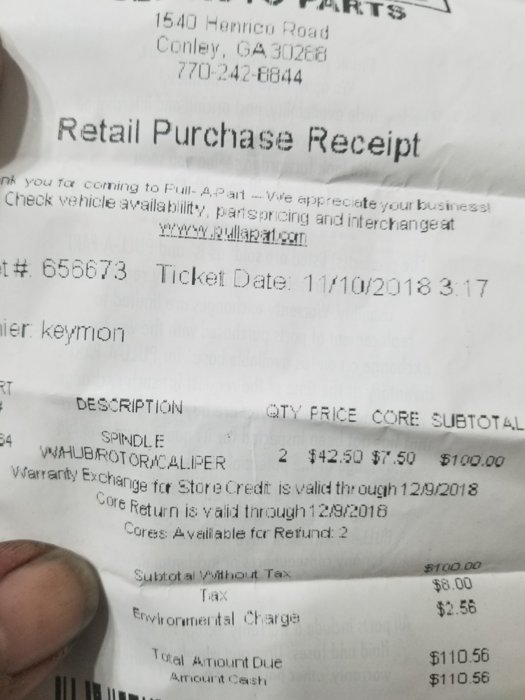 PARTS
1540 Henrico Road
Conley, GA 30288
770-242-8844
Retail Purchase Receipt
nk you for coming to Pull-A-Part -- We appreciate your business!
Check vehicle availability, parts pricing and interchange at
www.pullapart.com
t #: 656673 Ticket Date: 11/10/2018 3:17
ier: keymon
RT
# DESCRIPTION QTY PRICE CORE SUBTOTAL
64 SPINDLE
W/HUB/ROTOR/CALIPER 2 $42.50 $7.50 $100.00
Warranty Exchange for Store Credit is valid through 12/9/2018
Core Return is valid through 12/9/2018
Cores Available for Refund: 2
Subtotal Without Tax $100.00
Tax $8.00
Environmental Charge $2.56
Total Amount Due $110.56
Amount Cash $110.56